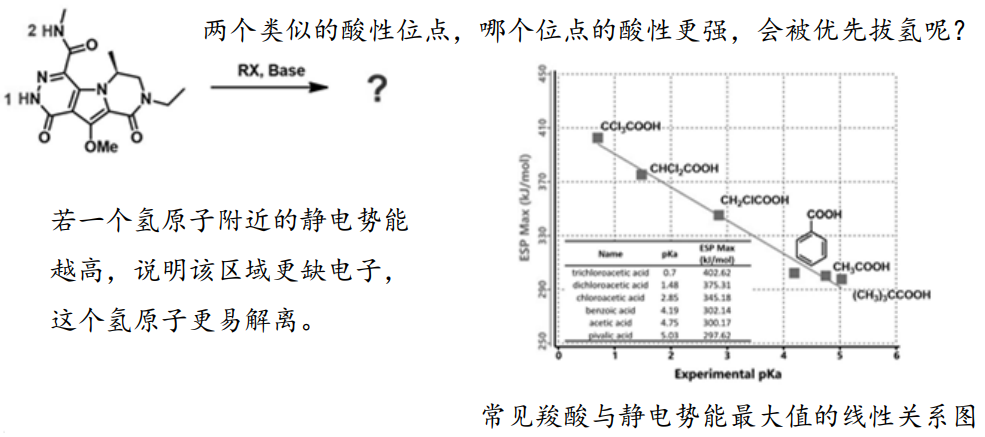 两个类似的酸性位点，哪个位点的酸性更强，会被优先拔氢呢？
2 HN
O
N
1 HN
N
N
O
OMe
O
RX, Base
?
若一个氢原子附近的静电势能
越高，说明该区域更缺电子，
这个氢原子更易解离。
ESP Max (kJ/mol)
450
410
370
330
290
250
CCl₃COOH
CHCl₂COOH
CH₂ClCOOH
COOH
CH₃COOH
(CH₃)₃CCOOH
Name pKa ESP Max (kJ/mol)
trichloroacetic acid 0.7 402.62
dichloroacetic acid 1.48 375.31
chloroacetic acid 2.85 345.18
benzoic acid 4.19 302.14
acetic acid 4.75 300.17
pivalic acid 5.03 297.62
0 1 2 3 4 5 6
Experimental pKa
常见羧酸与静电势能最大值的线性关系图